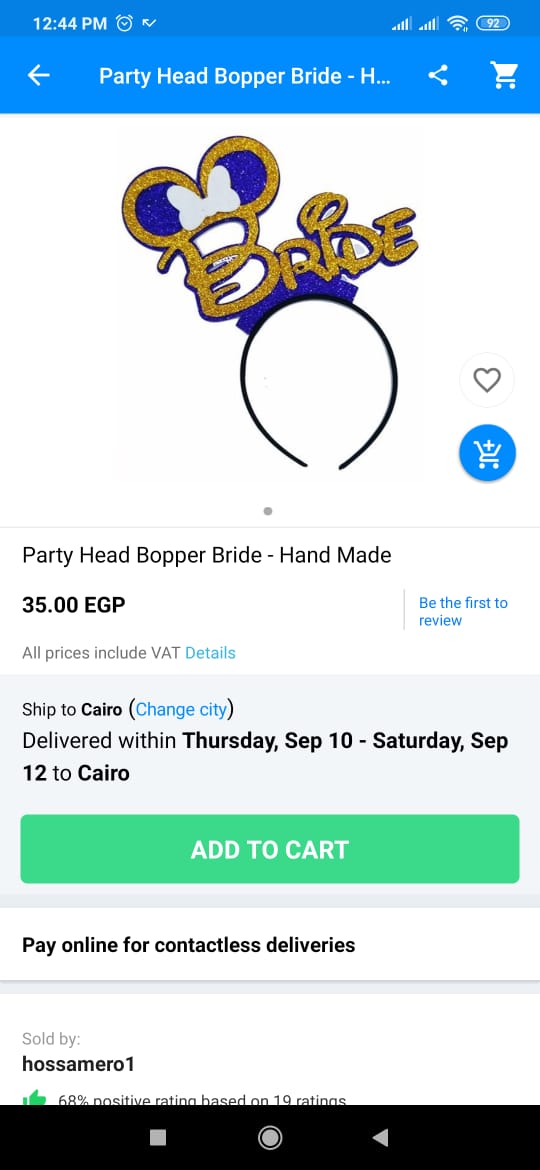 12:44 PM
92
Party Head Bopper Bride - H...
BRIDE
Party Head Bopper Bride - Hand Made
35.00 EGP
Be the first to
review
All prices include VAT Details
Ship to Cairo (Change city)
Delivered within Thursday, Sep 10 - Saturday, Sep
12 to Cairo
ADD TO CART
Pay online for contactless deliveries
Sold by:
hossamero1
68% positive rating based on 19 ratings